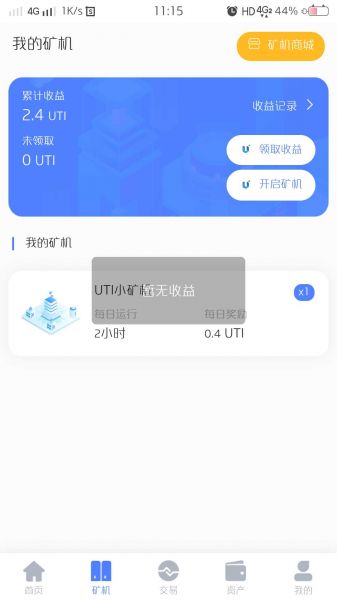 4G 1K/s S 11:15 HD 4G 2 44%
我的矿机
矿机商城
累计收益
2.4 UTI
收益记录
未领取
0 UTI
领取收益
开启矿机
我的矿机
UTI小矿机
暂无收益
x1
每日运行
每日奖励
2小时
0.4 UTI
首页
矿机
交易
资产
我的